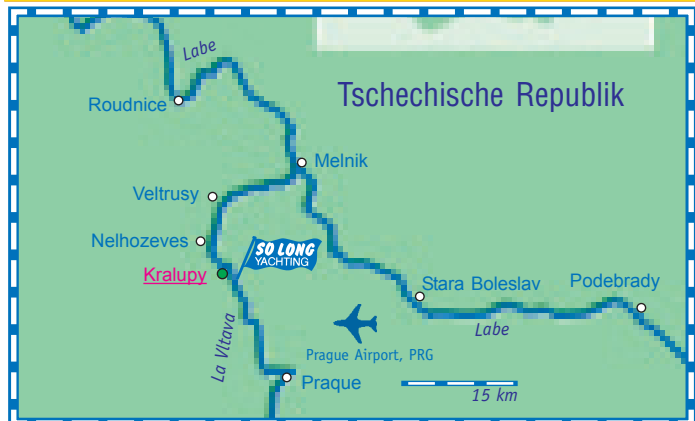 Labe
Tschechische Republik
Roudnice
Melnik
Veltrusy
Nelhozeves
SO LONG
YACHTING
Kralupy
Stara Boleslav
Podebrady
La Vltava
Labe
Prague Airport, PRG
Praque
15 km